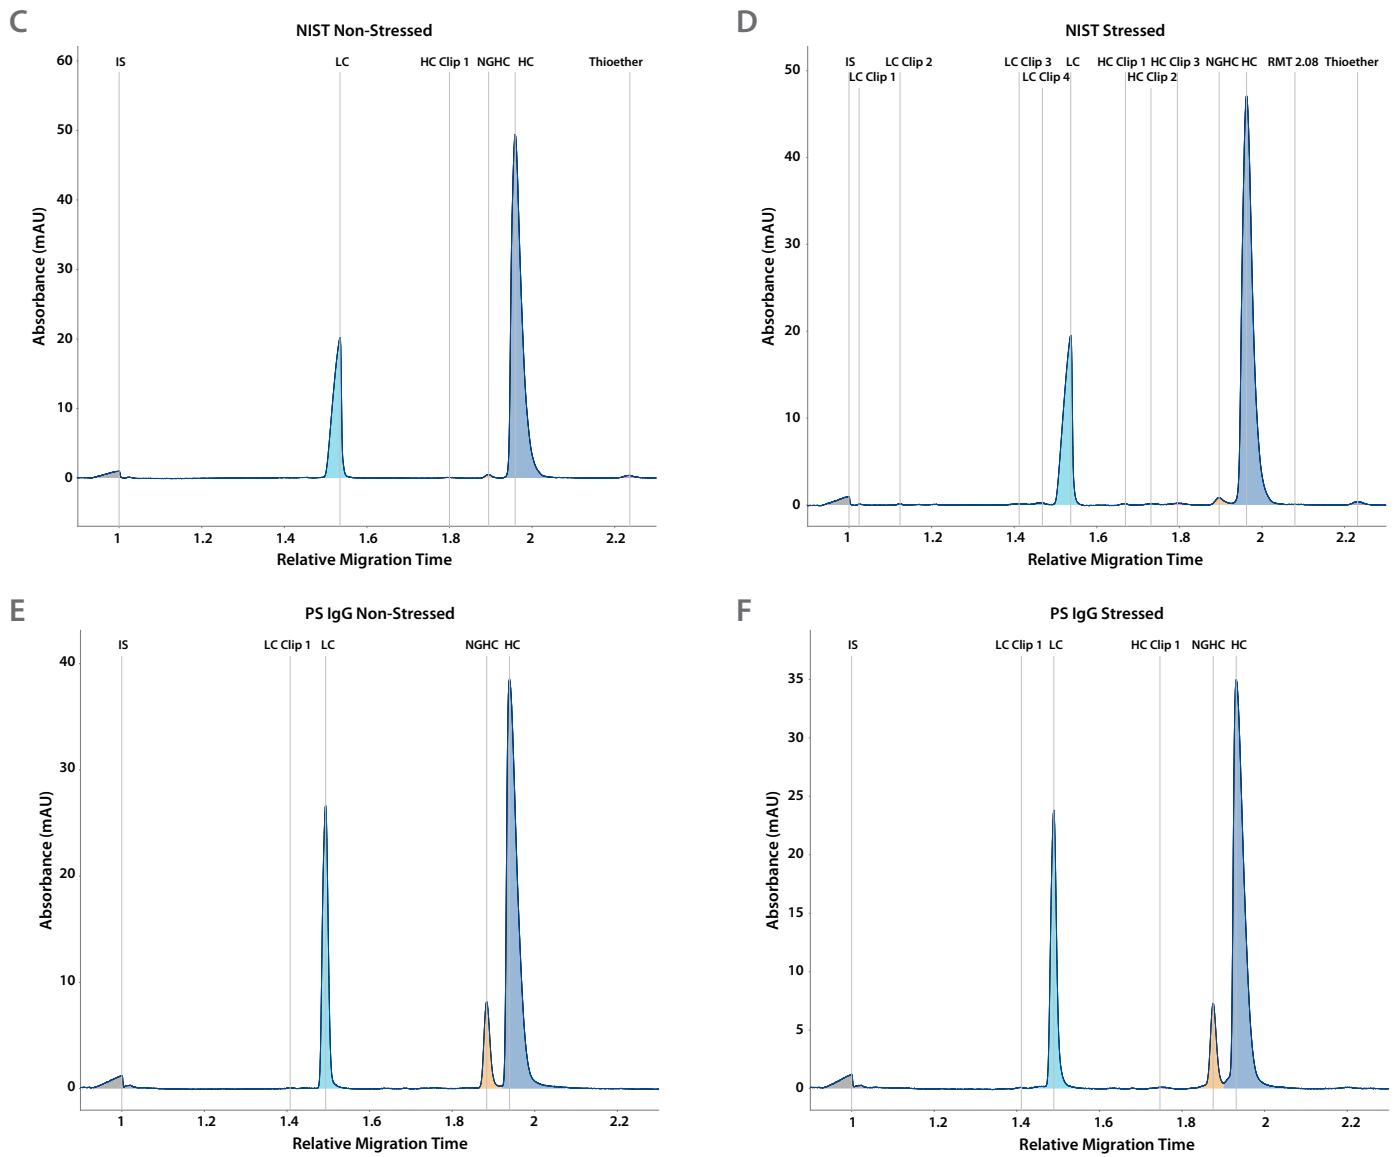 C
NIST Non-Stressed
IS LC HC Clip 1 NGHC HC Thioether
60
50
40
30
20
10
0
Absorbance (mAU)
1 1.2 1.4 1.6 1.8 2 2.2
Relative Migration Time
D
NIST Stressed
IS LC Clip 2 LC Clip 3 LC HC Clip 1 HC Clip 3 NGHC HC RMT 2.08 Thioether
LC Clip 1 LC Clip 4 HC Clip 2
50
40
30
20
10
0
Absorbance (mAU)
1 1.2 1.4 1.6 1.8 2 2.2
Relative Migration Time
E
PS IgG Non-Stressed
IS LC Clip 1 LC NGHC HC
40
30
20
10
0
Absorbance (mAU)
1 1.2 1.4 1.6 1.8 2 2.2
Relative Migration Time
F
PS IgG Stressed
IS LC Clip 1 LC HC Clip 1 NGHC HC
35
30
25
20
15
10
5
0
Absorbance (mAU)
1 1.2 1.4 1.6 1.8 2 2.2
Relative Migration Time